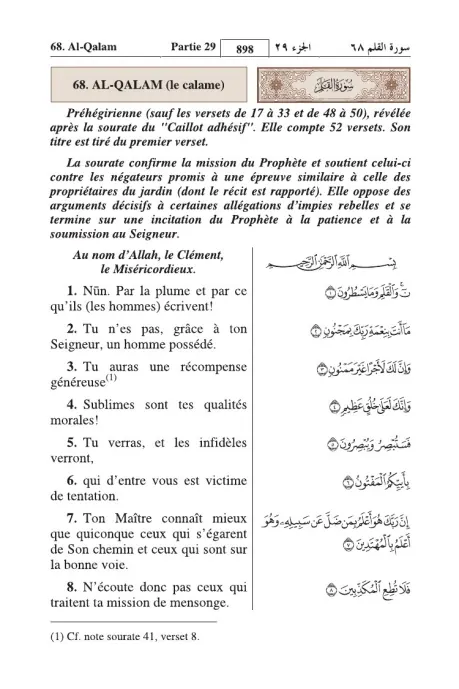 68. Al-Qalam Partie 29 898 الجزء ٢٩ سورة القلم ٦٨
68. AL-QALAM (le calame)
سُورَةُ القَلَمِ
Préhégirienne (sauf les versets de 17 à 33 et de 48 à 50), révélée
après la sourate du "Caillot adhésif". Elle compte 52 versets. Son
titre est tiré du premier verset.
La sourate confirme la mission du Prophète et soutient celui-ci
contre les négateurs promis à une épreuve similaire à celle des
propriétaires du jardin (dont le récit est rapporté). Elle oppose des
arguments décisifs à certaines allégations d'impies rebelles et se
termine sur une incitation du Prophète à la patience et à la
soumission au Seigneur.
Au nom d'Allah, le Clément,
le Miséricordieux.
1. Nūn. Par la plume et par ce
qu'ils (les hommes) écrivent!
2. Tu n'es pas, grâce à ton
Seigneur, un homme possédé.
3. Tu auras une récompense
généreuse(1)
4. Sublimes sont tes qualités
morales!
5. Tu verras, et les infidèles
verront,
6. qui d'entre vous est victime
de tentation.
7. Ton Maître connaît mieux
que quiconque ceux qui s'égarent
de Son chemin et ceux qui sont sur
la bonne voie.
8. N'écoute donc pas ceux qui
traitent ta mission de mensonge.
بِسْمِ ٱللَّهِ ٱلرَّحْمَٰنِ ٱلرَّحِيمِ
نٓ ۚ وَٱلْقَلَمِ وَمَا يَسْطُرُونَ ١
مَآ أَنتَ بِنِعْمَةِ رَبِّكَ بِمَجْنُونٍ ٢
وَإِنَّ لَكَ لَأَجْرًا غَيْرَ مَمْنُونٍ ٣
وَإِنَّكَ لَعَلَىٰ خُلُقٍ عَظِيمٍ ٤
فَسَتُبْصِرُ وَيُبْصِرُونَ ٥
بِأَييِّكُمُ ٱلْمَفْتُونُ ٦
إِنَّ رَبَّكَ هُوَ أَعْلَمُ بِمَن ضَلَّ عَن سَبِيلِهِۦ وَهُوَ
أَعْلَمُ بِٱلْمُهْتَدِينَ ٧
فَلَا تُطِعِ ٱلْمُكَذِّبِينَ ٨
(1) Cf. note sourate 41, verset 8.